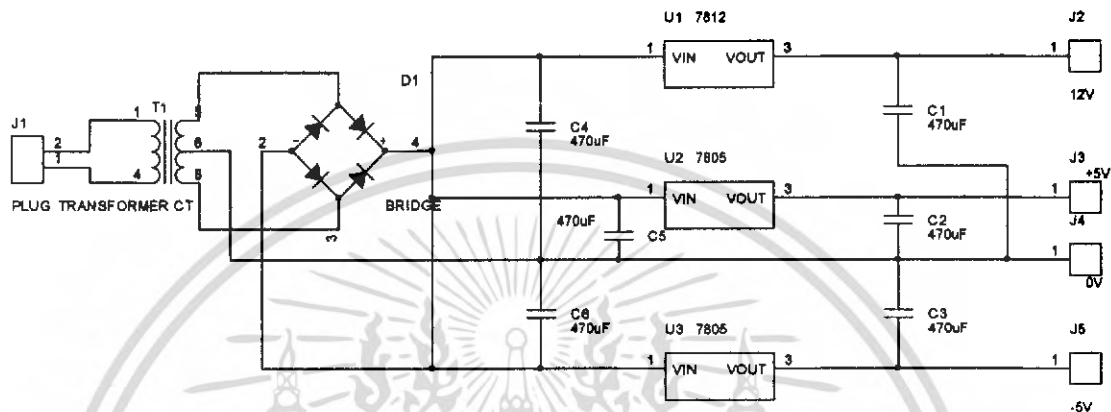 U1 7812
J2
1 VIN VOUT 3
1
12V
D1
T1
1
5
J1
2
1
4
6
8
2
-
+
4
3
PLUG TRANSFORMER CT
BRIDGE
C4
470uF
C1
470uF
U2 7805
J3
+5V
1 VIN VOUT 3
1
470uF
C5
C2
470uF
J4
1
0V
C6
470uF
U3 7805
C3
470uF
J5
1 VIN VOUT 3
1
-5V